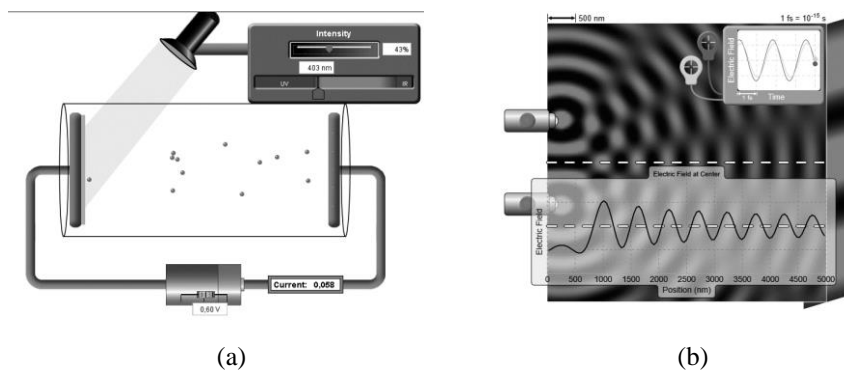 Intensity
43%
403 nm
UV
IR
Current: 0,058
0,60 V
(a)
500 nm
1 fs = 10⁻¹⁵ s
Electric Field
1 fs
Time
Electric Field at Center
Electric Field
0 500 1000 1500 2000 2500 3000 3500 4000 4500 5000
Position (nm)
(b)